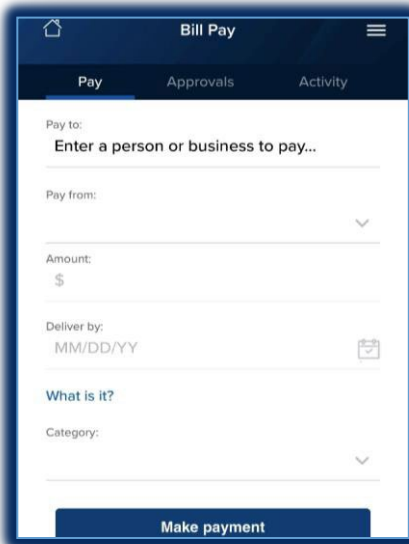 Bill Pay
Pay Approvals Activity
Pay to:
Enter a person or business to pay...
Pay from:
Amount:
$
Deliver by:
MM/DD/YY
What is it?
Category:
Make payment